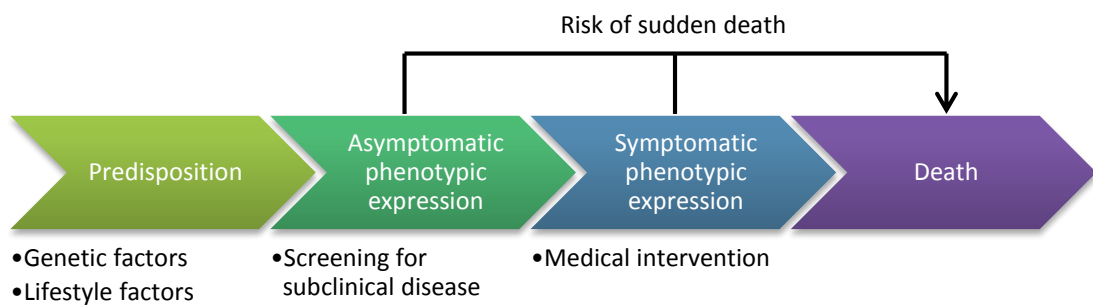 Risk of sudden death
Predisposition
Asymptomatic
phenotypic
expression
Symptomatic
phenotypic
expression
Death
•Genetic factors
•Lifestyle factors
•Screening for
subclinical disease
•Medical intervention